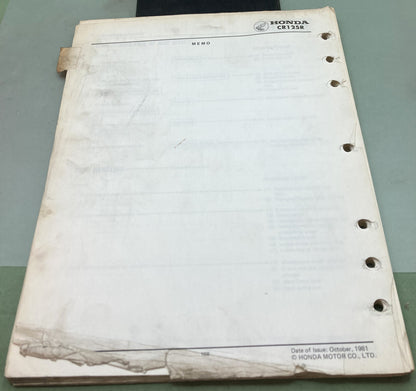 HONDA
CR125R
MEMO
Date of Issue: October, 1981
© HONDA MOTOR CO., LTD.